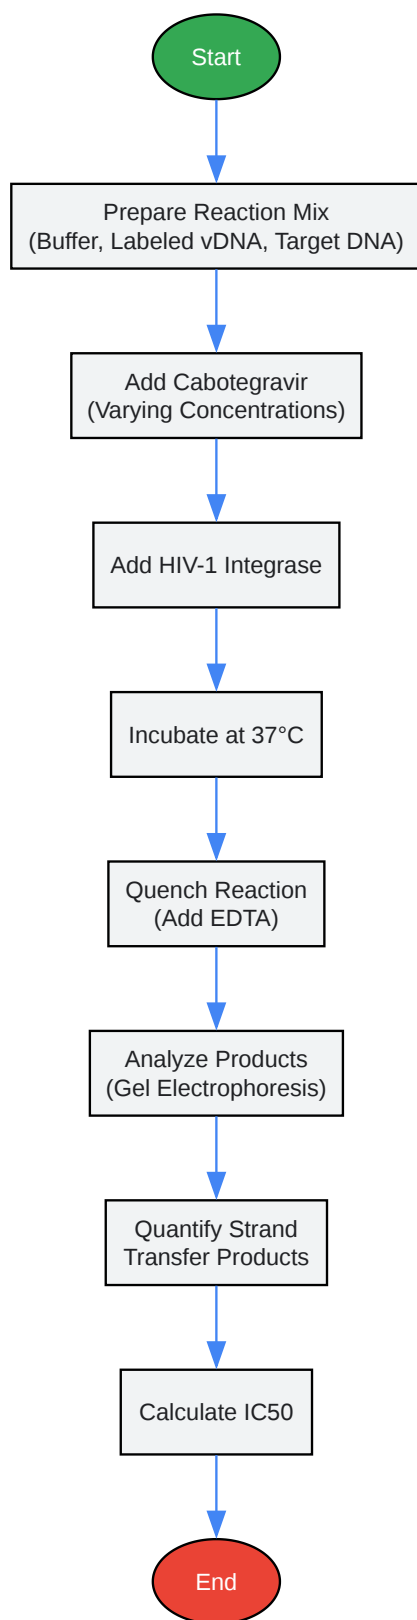 Start
Prepare Reaction Mix
(Buffer, Labeled vDNA, Target DNA)
Add Cabotegravir
(Varying Concentrations)
Add HIV-1 Integrase
Incubate at 37°C
Quench Reaction
(Add EDTA)
Analyze Products
(Gel Electrophoresis)
Quantify Strand
Transfer Products
Calculate IC50
End